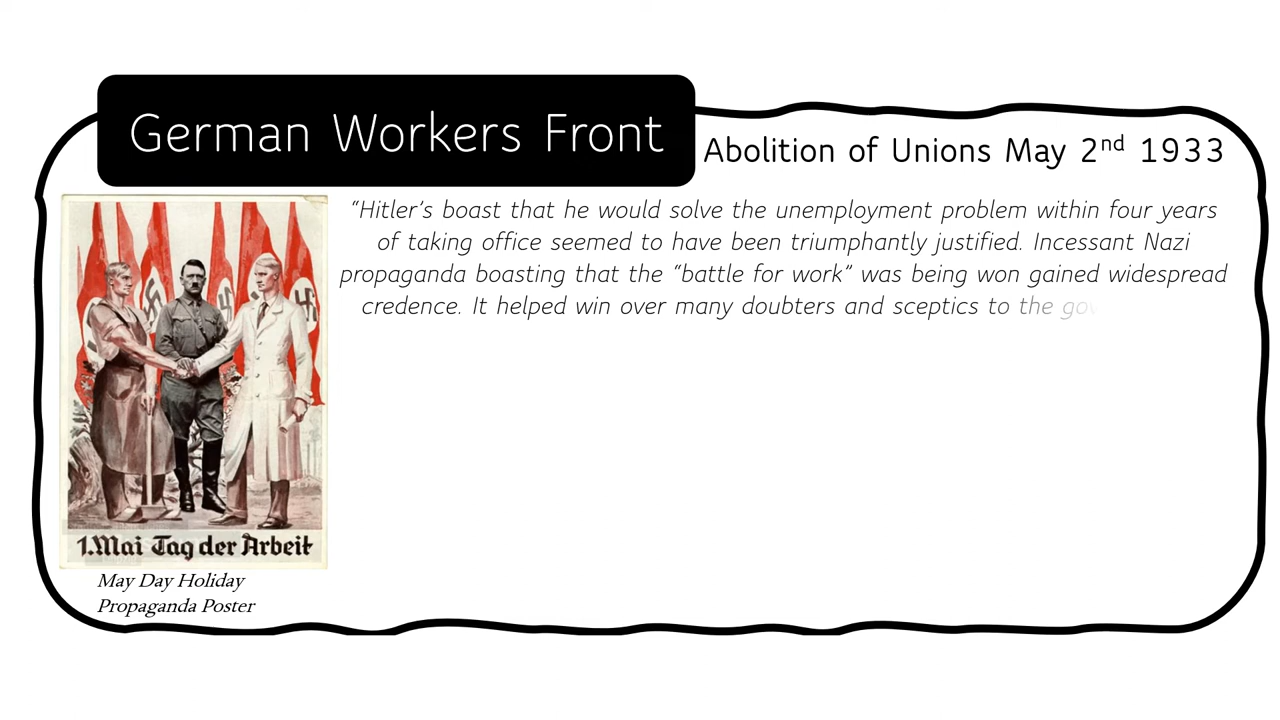 German Workers Front
Abolition of Unions May 2nd 1933
“Hitler’s boast that he would solve the unemployment problem within four years
of taking office seemed to have been triumphantly justified. Incessant Nazi
propaganda boasting that the “battle for work” was being won gained widespread
credence. It helped win over many doubters and sceptics to the
1. Mai Tag der Arbeit
May Day Holiday
Propaganda Poster